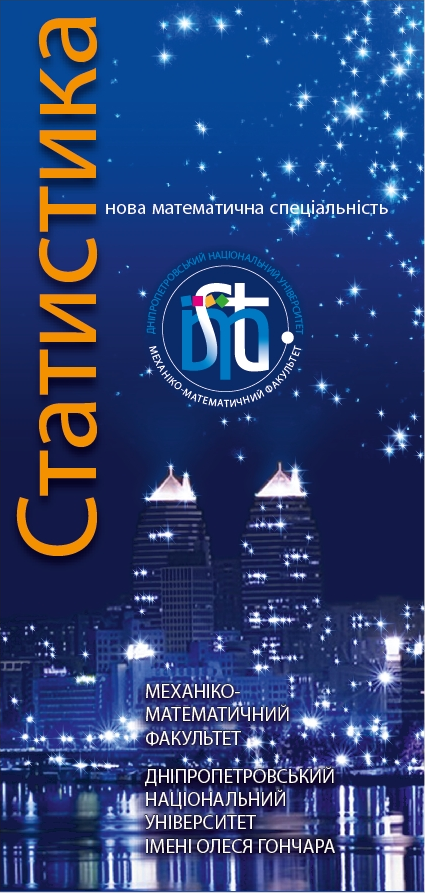 Статистика
нова математична спеціальність
ДНІПРОПЕТРОВСЬКИЙ НАЦІОНАЛЬНИЙ УНІВЕРСИТЕТ
МЕХАНІКО-МАТЕМАТИЧНИЙ ФАКУЛЬТЕТ
МЕХАНІКО-
МАТЕМАТИЧНИЙ
ФАКУЛЬТЕТ
ДНІПРОПЕТРОВСЬКИЙ
НАЦІОНАЛЬНИЙ
УНІВЕРСИТЕТ
ІМЕНІ ОЛЕСЯ ГОНЧАРА